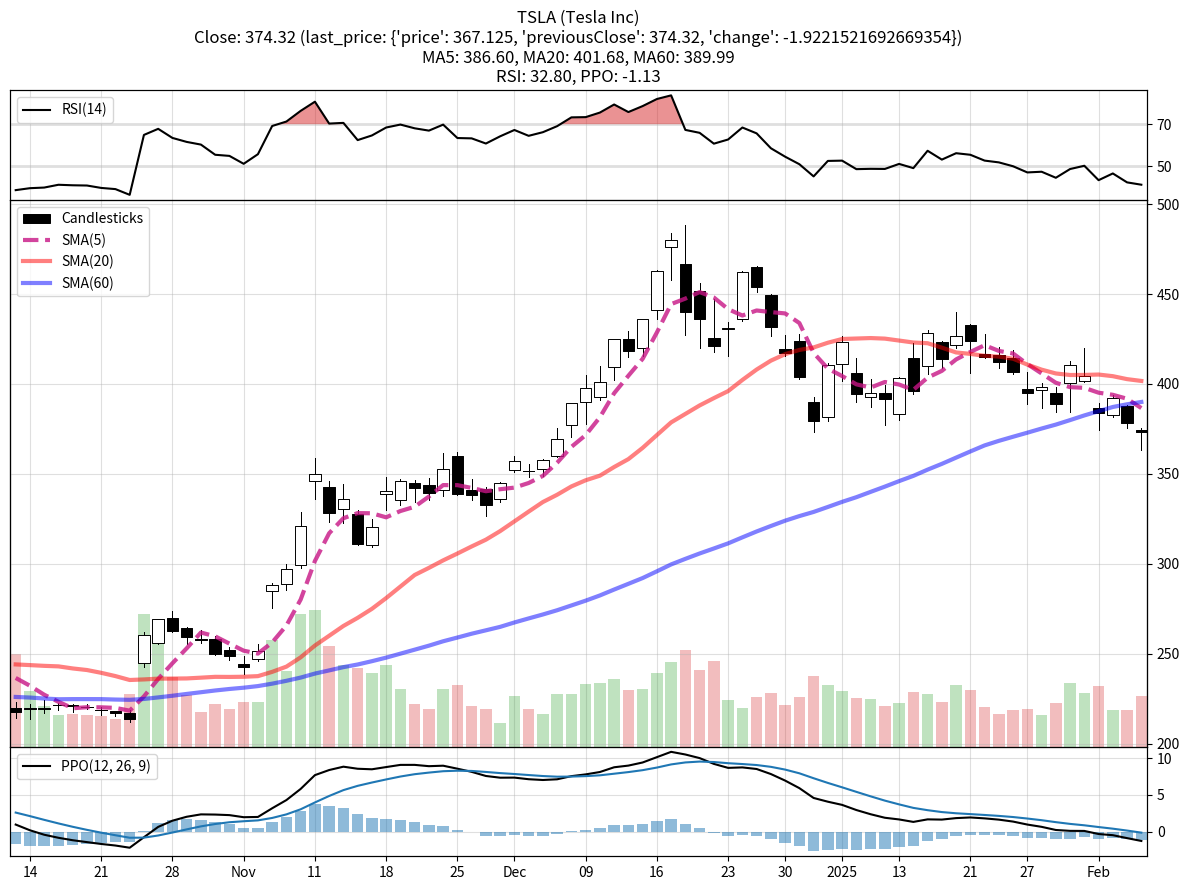 TSLA (Tesla Inc)
Close: 374.32 (last_price: {'price': 367.125, 'previousClose': 374.32, 'change': -1.9221521692669354})
MA5: 386.60, MA20: 401.68, MA60: 389.99
RSI: 32.80, PPO: -1.13
RSI(14)
70
50
Candlesticks
SMA(5)
SMA(20)
SMA(60)
500
450
400
350
300
250
200
PPO(12, 26, 9)
10
5
0
14 21 28 Nov 11 18 25 Dec 09 16 23 30 2025 13 21 27 Feb